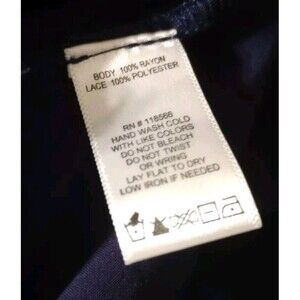 BODY 100% RAYON
LACE 100% POLYESTER
RN # 118566
HAND WASH COLD
WITH LIKE COLORS
DO NOT BLEACH
DO NOT TWIST
OR WRING
LAY FLAT TO DRY
LOW IRON IF NEEDED